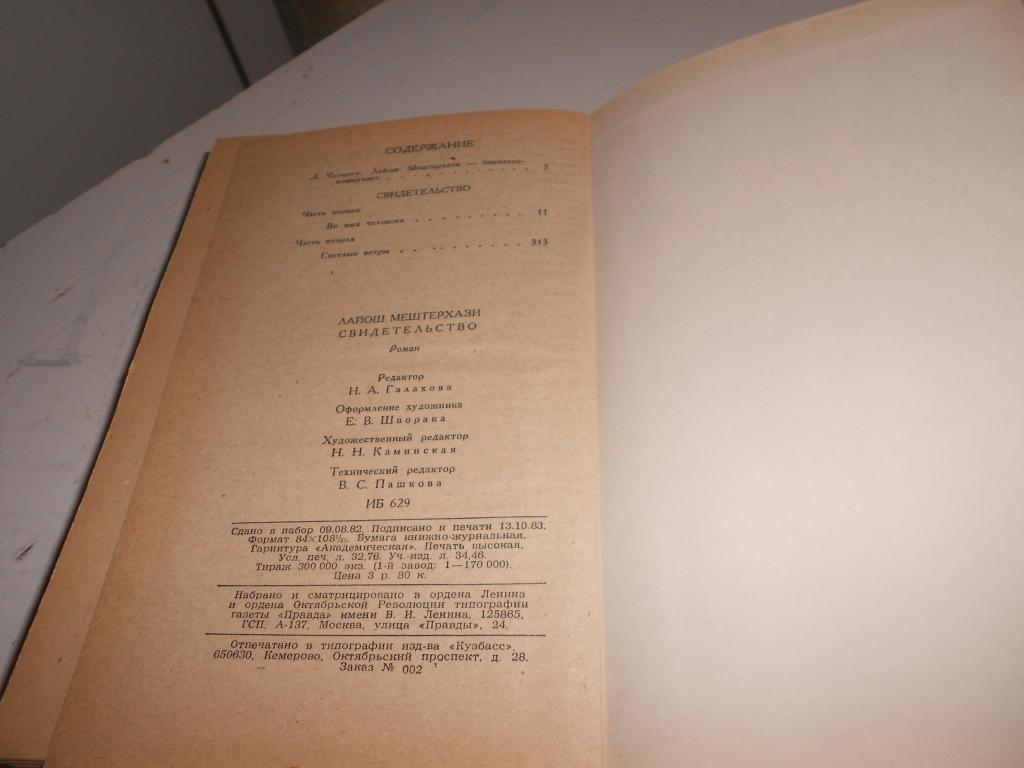 СОДЕРЖАНИЕ
А. Лайош Мештерхази — писатель-
коммунист . . . . . . . . . . 5
СВИДЕТЕЛЬСТВО
Часть первая
Во имя человека . . . . . . . . 11
Часть вторая
Светлые ветры . . . . . . . . . 313
ЛАЙОШ МЕШТЕРХАЗИ
СВИДЕТЕЛЬСТВО
Роман
Редактор
Н. А. Галахова
Оформление художника
Е. В. Шворака
Художественный редактор
Н. Н. Каминская
Технический редактор
В. С. Пашкова
ИБ 629
Сдано в набор 09.08.82. Подписано к печати 13.10.83.
Формат 84×108¹/₃₂. Бумага книжно-журнальная.
Гарнитура «Академическая». Печать высокая.
Усл. печ. л. 32,76. Уч.-изд. л. 34,46.
Тираж 300 000 экз. (1-й завод: 1—170 000).
Цена 3 р. 80 к.
Набрано и сматрицировано в ордена Ленина
и ордена Октябрьской Революции типографии
газеты «Правда» имени В. И. Ленина, 125865,
ГСП, А-137, Москва, улица «Правды», 24.
Отпечатано в типографии изд-ва «Кузбасс»,
650630, Кемерово, Октябрьский проспект, д. 28.
Заказ № 002